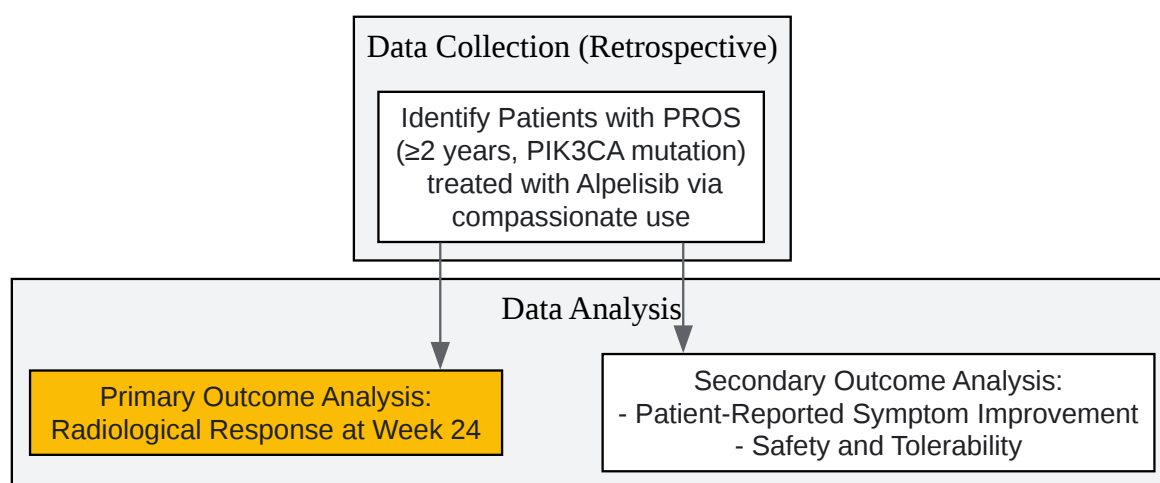 Data Collection (Retrospective)
Identify Patients with PROS
(≥2 years, PIK3CA mutation)
treated with Alpelisib via
compassionate use
Data Analysis
Primary Outcome Analysis:
Radiological Response at Week 24
Secondary Outcome Analysis:
- Patient-Reported Symptom Improvement
- Safety and Tolerability